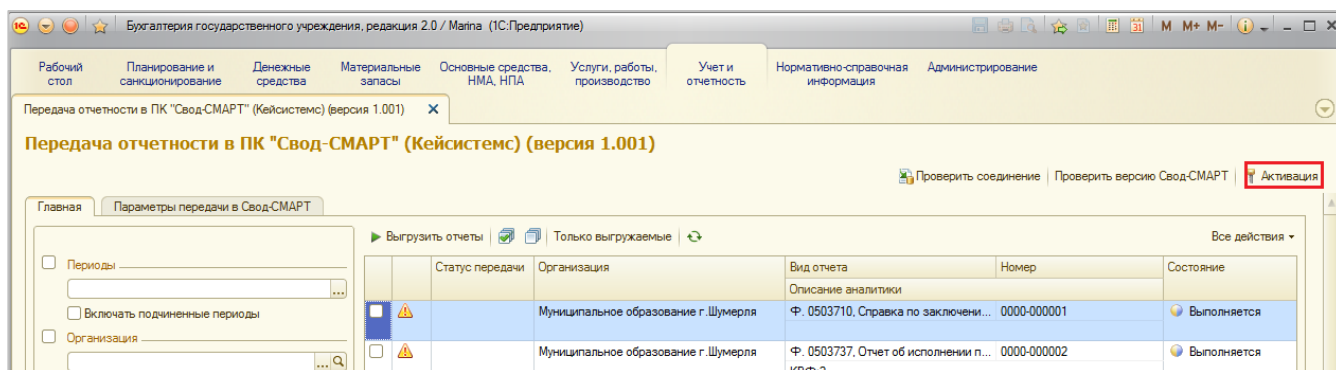 Бухгалтерия государственного учреждения, редакция 2.0 / Marina (1С:Предприятие)
M M+ M-
Рабочий стол
Планирование и санкционирование
Денежные средства
Материальные запасы
Основные средства, НМА, НПА
Услуги, работы, производство
Учет и отчетность
Нормативно-справочная информация
Администрирование
Передача отчетности в ПК "Свод-СМАРТ" (Кейсистемс) (версия 1.001)
Передача отчетности в ПК "Свод-СМАРТ" (Кейсистемс) (версия 1.001)
Проверить соединение Проверить версию Свод-СМАРТ Активация
Главная Параметры передачи в Свод-СМАРТ
Выгрузить отчеты Только выгружаемые Все действия
Периоды
Включать подчиненные периоды
Организация
Статус передачи Организация Вид отчета Номер Состояние
Описание аналитики
Муниципальное образование г.Шумерля Ф. 0503710, Справка по заключени... 0000-000001 Выполняется
Муниципальное образование г.Шумерля Ф. 0503737, Отчет об исполнении п... 0000-000002 Выполняется